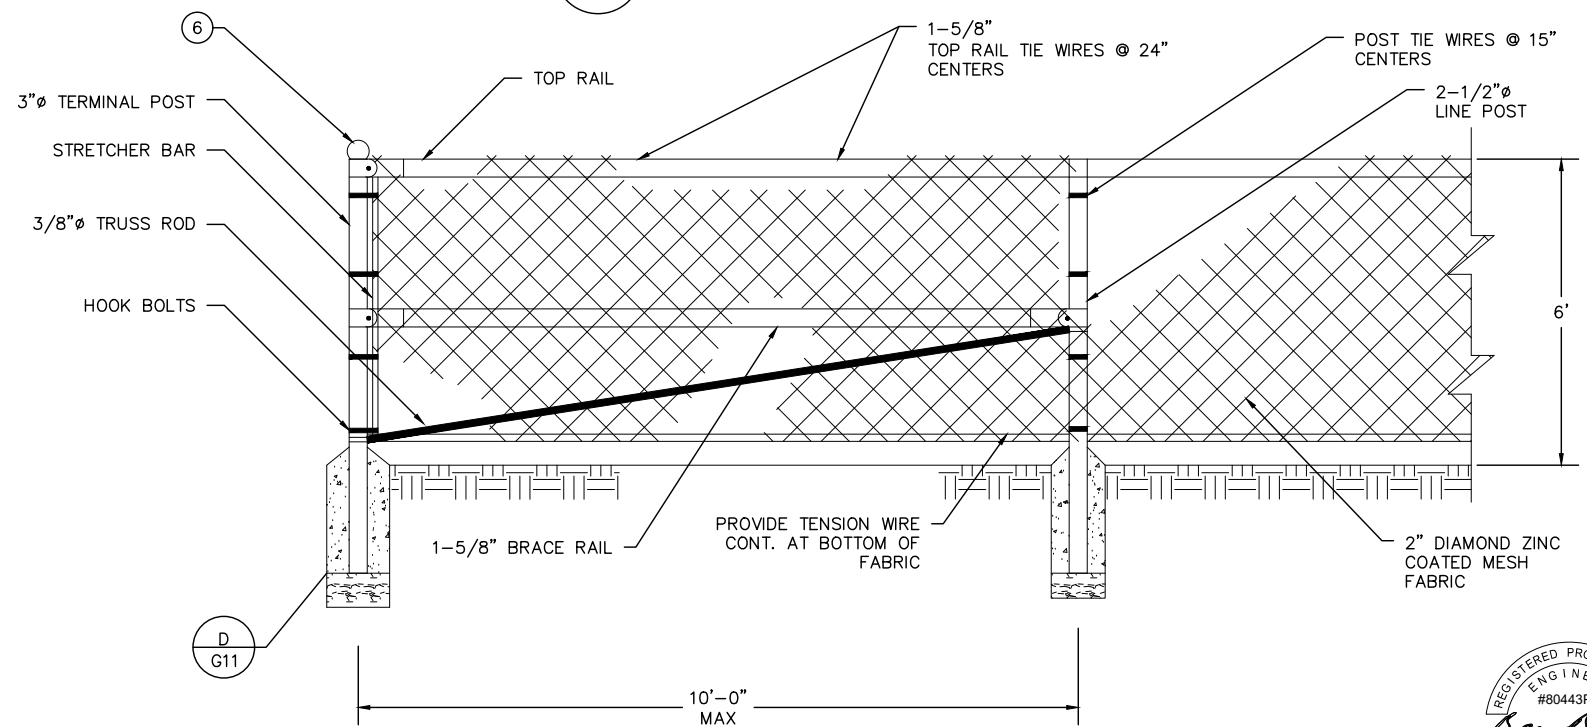 6
1-5/8"
TOP RAIL TIE WIRES @ 24"
CENTERS
POST TIE WIRES @ 15"
CENTERS
TOP RAIL
3"ø TERMINAL POST
2-1/2"ø
LINE POST
STRETCHER BAR
3/8"ø TRUSS ROD
HOOK BOLTS
6'
1-5/8" BRACE RAIL
PROVIDE TENSION WIRE
CONT. AT BOTTOM OF
FABRIC
2" DIAMOND ZINC
COATED MESH
FABRIC
D
G11
10'-0"
MAX
REGISTERED